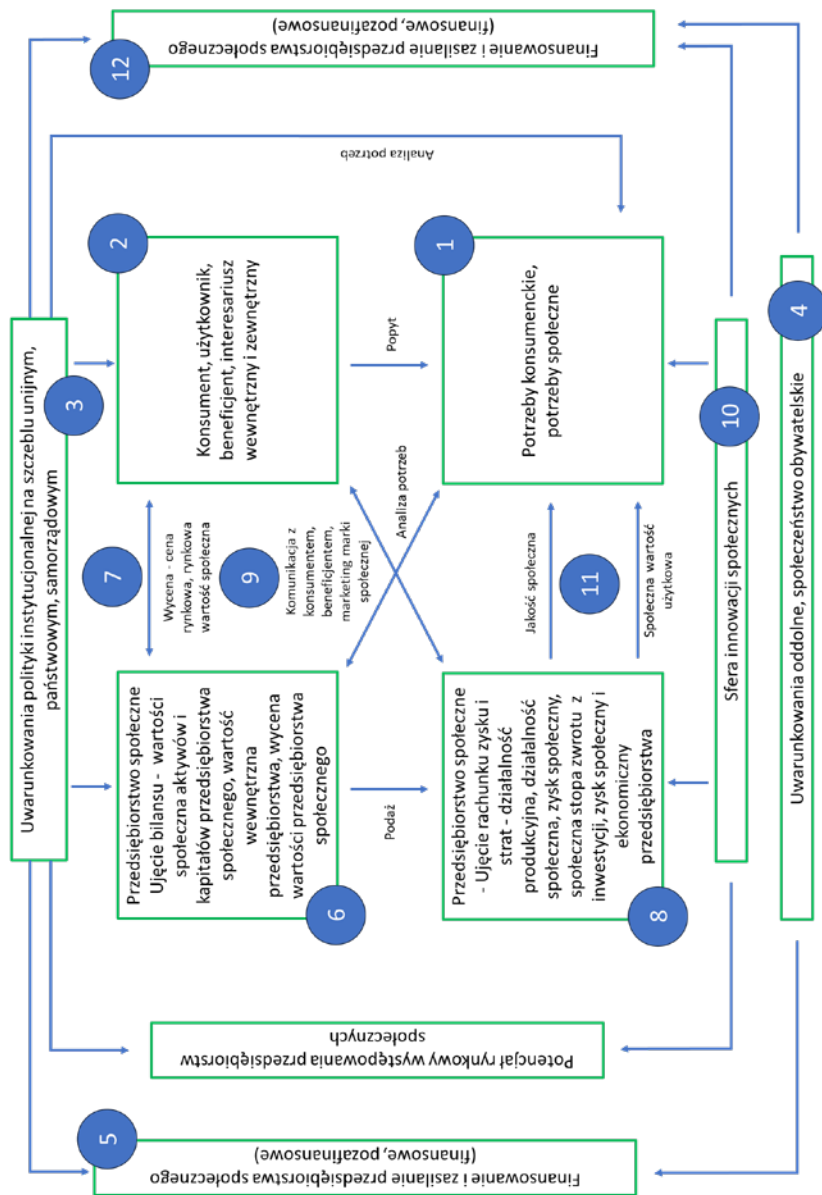 Uwarunkowania polityki instytucjonalnej na szczeblu unijnym,
państwowym, samorządowym
3
Finansowanie i zasilanie przedsiębiorstwa społecznego
(finansowe, pozafinansowe)
5
Potencjał rynkowy występowania przedsiębiorstw
społecznych
Przedsiębiorstwo społeczne
Ujęcie bilansu - wartości
społeczna aktywów i
kapitałów przedsiębiorstwa
społecznego, wartość
wewnętrzna
przedsiębiorstwa, wycena
wartości przedsiębiorstwa
społecznego
6
7
Wycena - cena
rynkowa, rynkowa
wartość społeczna
9
Komunikacja z
konsumentem,
beneficjentem,
marketing marki
społecznej
Konsument, użytkownik,
beneficjent, interesariusz
wewnętrzny i zewnętrzny
2
Finansowanie i zasilanie przedsiębiorstwa społecznego
(finansowe, pozafinansowe)
12
Podaż
Analiza potrzeb
Popyt
Analiza potrzeb
Przedsiębiorstwo społeczne
- Ujęcie rachunku zysku i
strat - działalność
produkcyjna, działalność
społeczna, zysk społeczny,
społeczna stopa zwrotu z
inwestycji, zysk społeczny i
ekonomiczny
przedsiębiorstwa
8
Jakość społeczna
11
Społeczna wartość
użytkowa
Potrzeby konsumenckie,
potrzeby społeczne
1
Sfera innowacji społecznych
10
Uwarunkowania oddolne, społeczeństwo obywatelskie
4